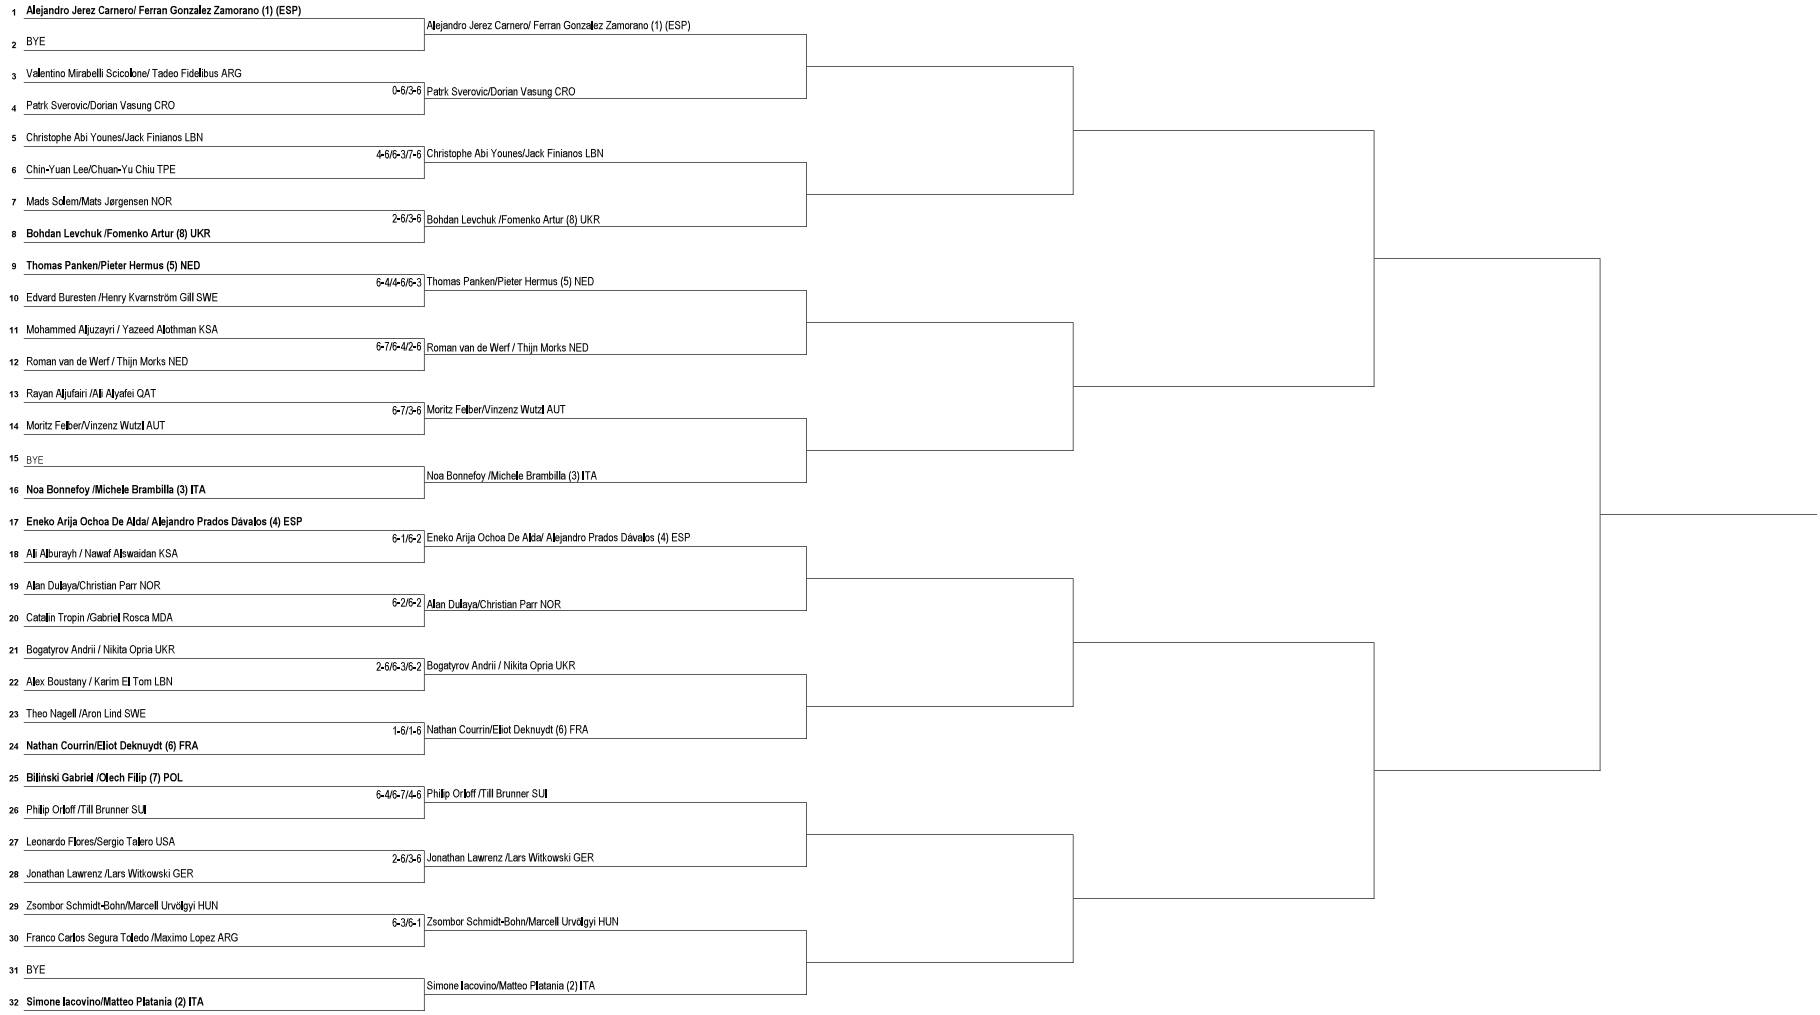 1 Alejandro Jerez Carnero/ Ferran Gonzalez Zamorano (1) (ESP)
Alejandro Jerez Carnero/ Ferran Gonzalez Zamorano (1) (ESP)
2 BYE
3 Valentino Mirabelli Scicolone/ Tadeo Fidelibus ARG
0-6/3-6 Patrk Sverovic/Dorian Vasung CRO
4 Patrk Sverovic/Dorian Vasung CRO
5 Christophe Abi Younes/Jack Finianos LBN
4-6/6-3/7-6 Christophe Abi Younes/Jack Finianos LBN
6 Chin-Yuan Lee/Chuan-Yu Chiu TPE
7 Mads Solem/Mats Jørgensen NOR
2-6/3-6 Bohdan Levchuk /Fomenko Artur (8) UKR
8 Bohdan Levchuk /Fomenko Artur (8) UKR
9 Thomas Panken/Pieter Hermus (5) NED
6-4/4-6/6-3 Thomas Panken/Pieter Hermus (5) NED
10 Edvard Buresten /Henry Kvarnström Gill SWE
11 Mohammed Aljuzayri / Yazeed Alothman KSA
6-7/6-4/2-6 Roman van de Werf / Thijn Morks NED
12 Roman van de Werf / Thijn Morks NED
13 Rayan Aljufairi /Ali Alyafei QAT
6-7/3-6 Moritz Felber/Vinzenz Wutzl AUT
14 Moritz Felber/Vinzenz Wutzl AUT
15 BYE
Noa Bonnefoy /Michele Brambilla (3) ITA
16 Noa Bonnefoy /Michele Brambilla (3) ITA
17 Eneko Arija Ochoa De Alda/ Alejandro Prados Dávalos (4) ESP
6-1/6-2 Eneko Arija Ochoa De Alda/ Alejandro Prados Dávalos (4) ESP
18 Ali Alburayh / Nawaf Alswaidan KSA
19 Alan Dulaya/Christian Parr NOR
6-2/6-2 Alan Dulaya/Christian Parr NOR
20 Catalin Tropin /Gabriel Rosca MDA
21 Bogatyrov Andrii / Nikita Opria UKR
2-6/6-3/6-2 Bogatyrov Andrii / Nikita Opria UKR
22 Alex Boustany / Karim El Tom LBN
23 Theo Nagell /Aron Lind SWE
1-6/1-6 Nathan Courrin/Eliot Deknuydt (6) FRA
24 Nathan Courrin/Eliot Deknuydt (6) FRA
25 Biliński Gabriel /Olech Filip (7) POL
6-4/6-7/4-6 Philip Orloff /Till Brunner SUI
26 Philip Orloff /Till Brunner SUI
27 Leonardo Flores/Sergio Talero USA
2-6/3-6 Jonathan Lawrenz /Lars Witkowski GER
28 Jonathan Lawrenz /Lars Witkowski GER
29 Zsombor Schmidt-Bohn/Marcell Urvölgyi HUN
6-3/6-1 Zsombor Schmidt-Bohn/Marcell Urvölgyi HUN
30 Franco Carlos Segura Toledo /Maximo Lopez ARG
31 BYE
Simone Iacovino/Matteo Platania (2) ITA
32 Simone Iacovino/Matteo Platania (2) ITA